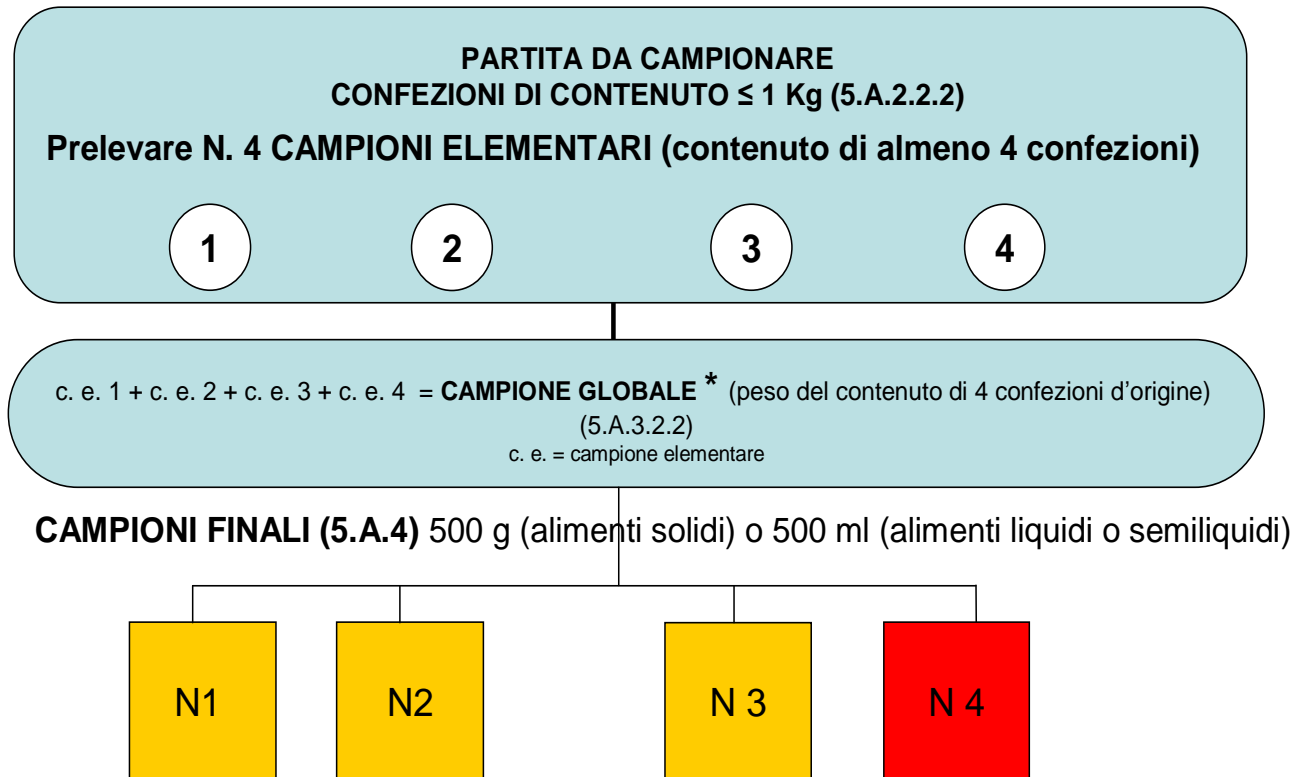 PARTITA DA CAMPIONARE
CONFEZIONI DI CONTENUTO ≤ 1 Kg (5.A.2.2.2)
Prelevare N. 4 CAMPIONI ELEMENTARI (contenuto di almeno 4 confezioni)
1 2 3 4
c. e. 1 + c. e. 2 + c. e. 3 + c. e. 4 = CAMPIONE GLOBALE * (peso del contenuto di 4 confezioni d'origine)
(5.A.3.2.2)
c. e. = campione elementare
CAMPIONI FINALI (5.A.4) 500 g (alimenti solidi) o 500 ml (alimenti liquidi o semiliquidi)
N1 N2 N 3 N 4